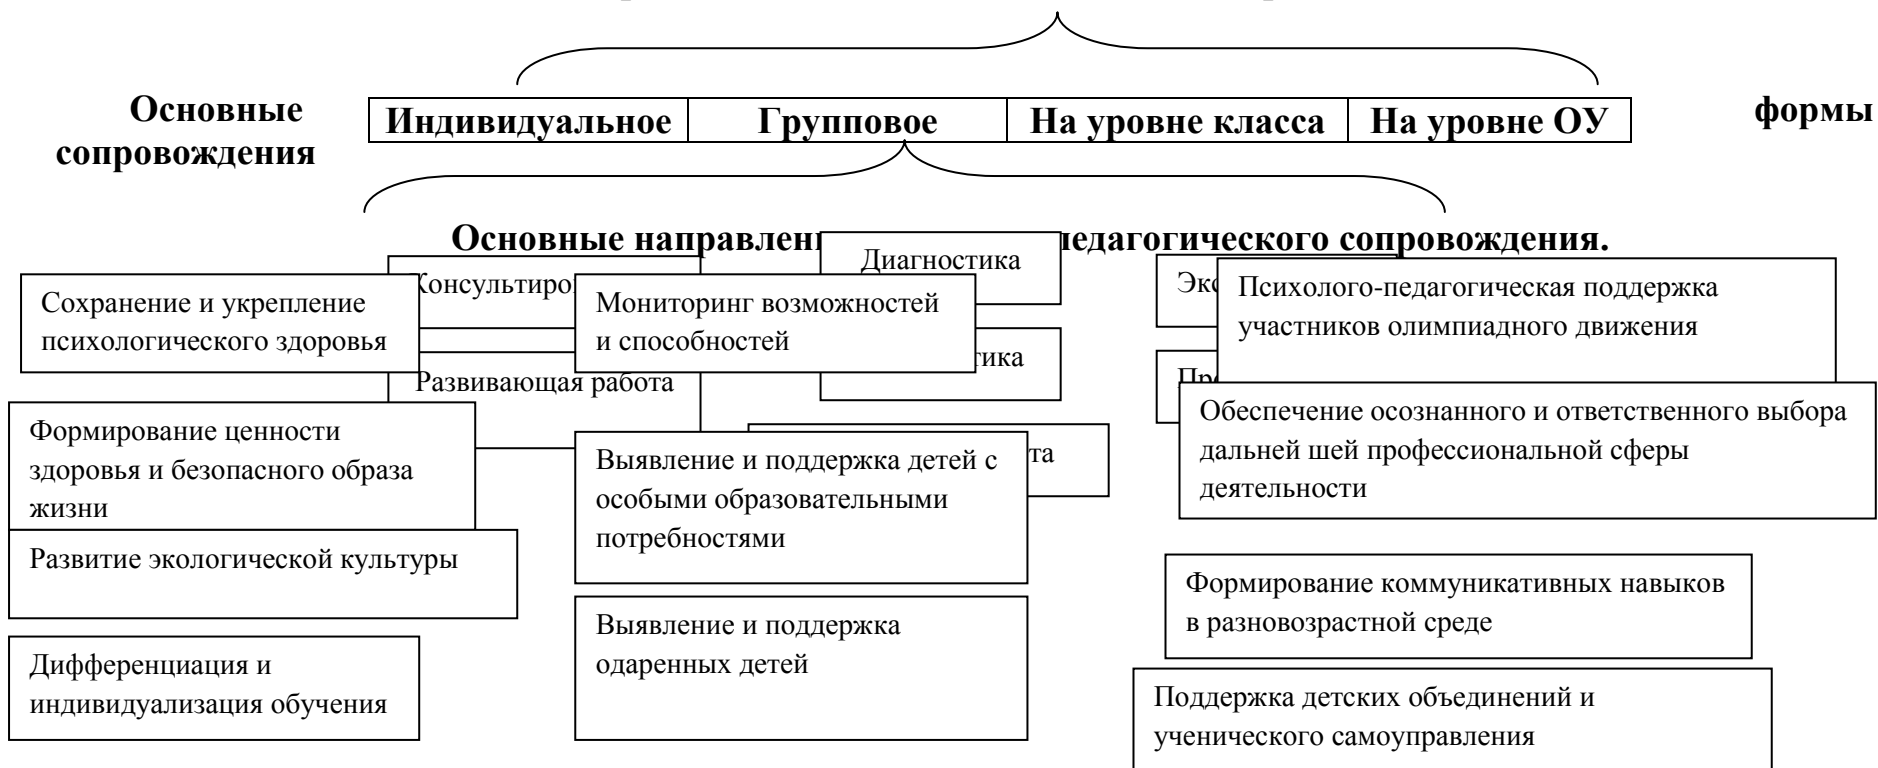 Основные формы
сопровождения
Индивидуальное Групповое На уровне класса На уровне ОУ
Основные педагогического сопровождения.
Диагностика
Сохранение и укрепление
психологического здоровья
Мониторинг возможностей
и способностей
Психолого-педагогическая поддержка
участников олимпиадного движения
Развивающая работа
Формирование ценности
здоровья и безопасного образа
жизни
Выявление и поддержка детей с
особыми образовательными
потребностями
Обеспечение осознанного и ответственного выбора
дальней шей профессиональной сферы
деятельности
Развитие экологической культуры
Формирование коммуникативных навыков
в разновозрастной среде
Выявление и поддержка
одаренных детей
Дифференциация и
индивидуализация обучения
Поддержка детских объединений и
ученического самоуправления